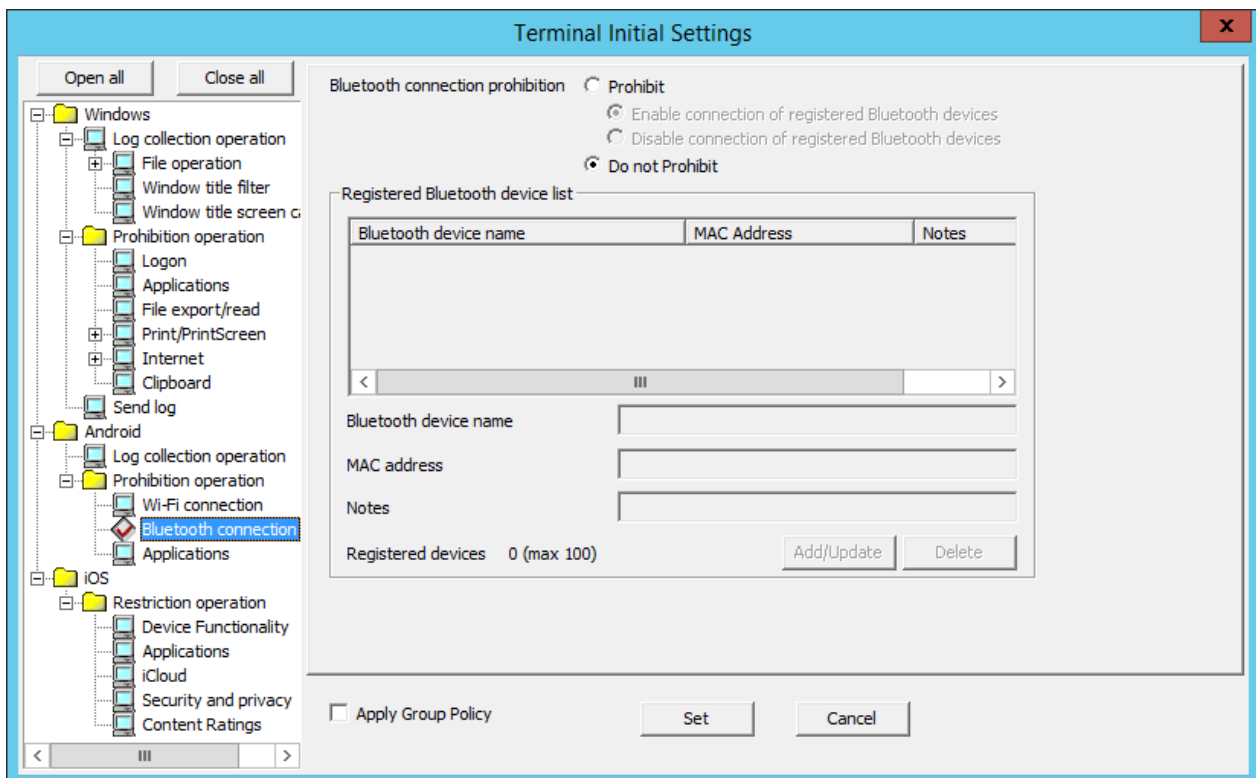 Terminal Initial Settings
x
Open all
Close all
Windows
Log collection operation
File operation
Window title filter
Window title screen ca
Prohibition operation
Logon
Applications
File export/read
Print/PrintScreen
Internet
Clipboard
Send log
Android
Log collection operation
Prohibition operation
Wi-Fi connection
Bluetooth connection
Applications
iOS
Restriction operation
Device Functionality
Applications
iCloud
Security and privacy
Content Ratings
Bluetooth connection prohibition
Prohibit
Enable connection of registered Bluetooth devices
Disable connection of registered Bluetooth devices
Do not Prohibit
Registered Bluetooth device list
Bluetooth device name MAC Address Notes
Bluetooth device name
MAC address
Notes
Registered devices 0 (max 100)
Add/Update
Delete
Apply Group Policy
Set
Cancel